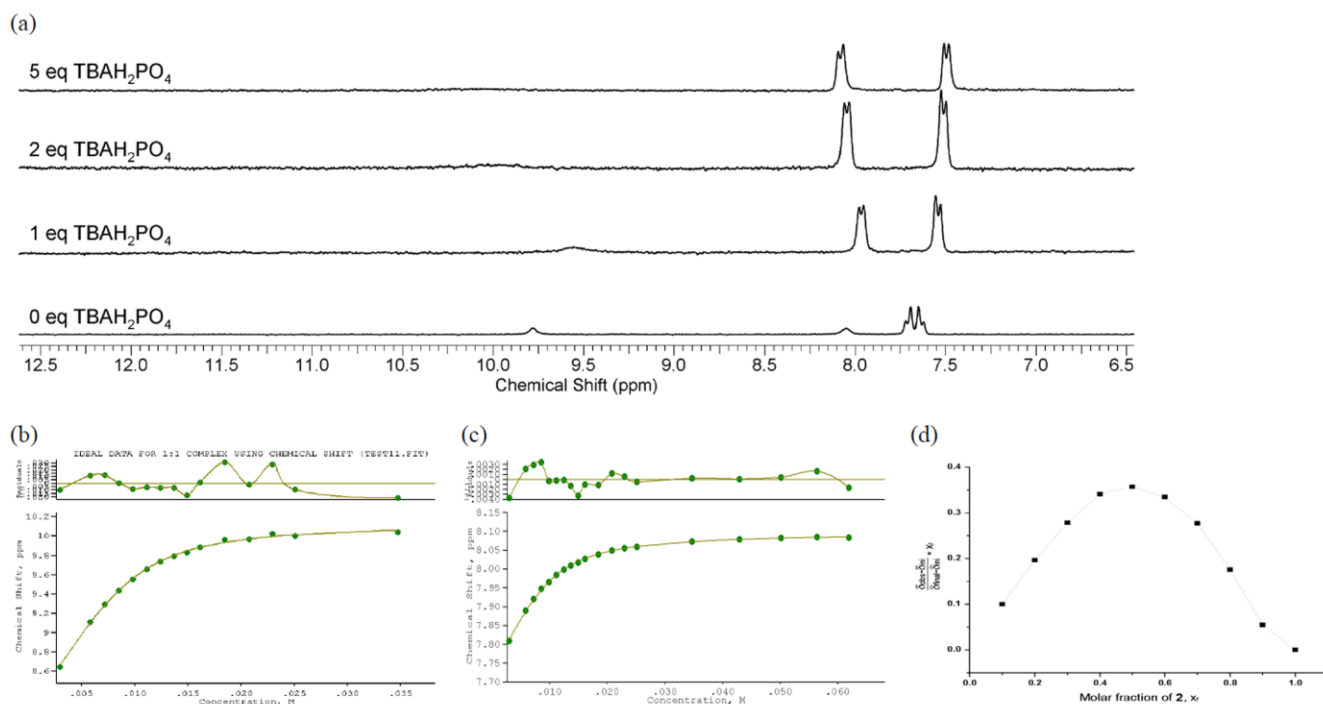 (a)
5 eq TBAH₂PO₄
2 eq TBAH₂PO₄
1 eq TBAH₂PO₄
0 eq TBAH₂PO₄
12.5 12.0 11.5 11.0 10.5 10.0 9.5 9.0 8.5 8.0 7.5 7.0 6.5
Chemical Shift (ppm)
(b)
IDEAL DATA FOR 1:1 COMPLEX USING CHEMICAL SHIFT (TEST11.FIT)
10.2
10
9.8
9.6
9.4
9.2
9
8.8
8.6
Chemical Shift, ppm
.005 .010 .015 .020 .025 .030 .035
Concentration, M
(c)
8.15
8.10
8.05
8.00
7.95
7.90
7.85
7.80
7.75
7.70
Chemical Shift, ppm
.010 .020 .030 .040 .050 .060
Concentration, M
(d)
0.4
0.3
0.2
0.1
0.0
0.2 0.4 0.6 0.8 1.0
Molar fraction of 2, xᵣ